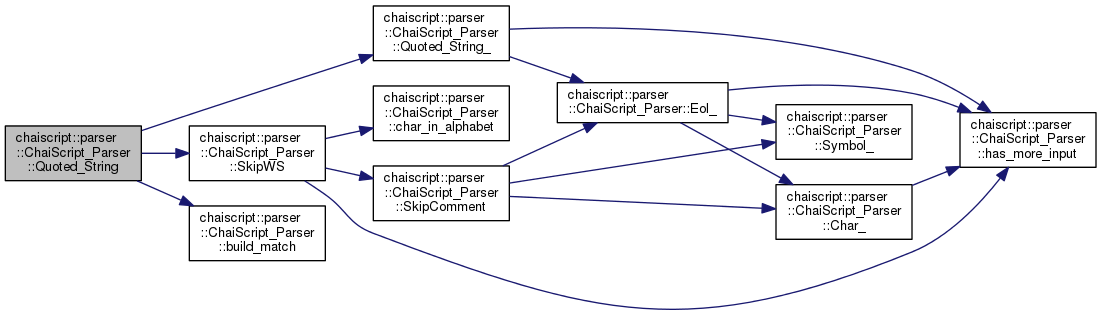 chaiscript::parser
::ChaiScript_Parser
::Quoted_String
chaiscript::parser
::ChaiScript_Parser
::Quoted_String_
chaiscript::parser
::ChaiScript_Parser
::SkipWS
chaiscript::parser
::ChaiScript_Parser
::build_match
chaiscript::parser
::ChaiScript_Parser
::char_in_alphabet
chaiscript::parser
::ChaiScript_Parser
::SkipComment
chaiscript::parser
::ChaiScript_Parser::Eol_
chaiscript::parser
::ChaiScript_Parser
::Symbol_
chaiscript::parser
::ChaiScript_Parser
::Char_
chaiscript::parser
::ChaiScript_Parser
::has_more_input